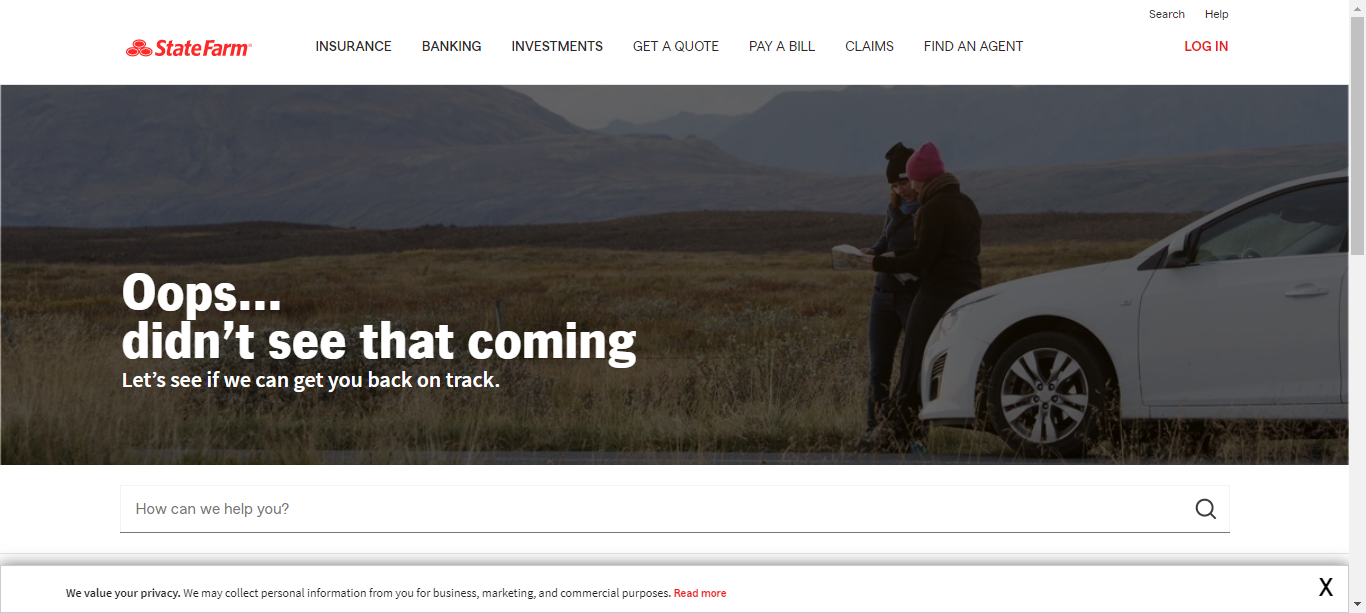 Search Help
StateFarm®
INSURANCE BANKING INVESTMENTS GET A QUOTE PAY A BILL CLAIMS FIND AN AGENT LOG IN
Oops...
didn't see that coming
Let's see if we can get you back on track.
How can we help you?
We value your privacy. We may collect personal information from you for business, marketing, and commercial purposes. Read more X